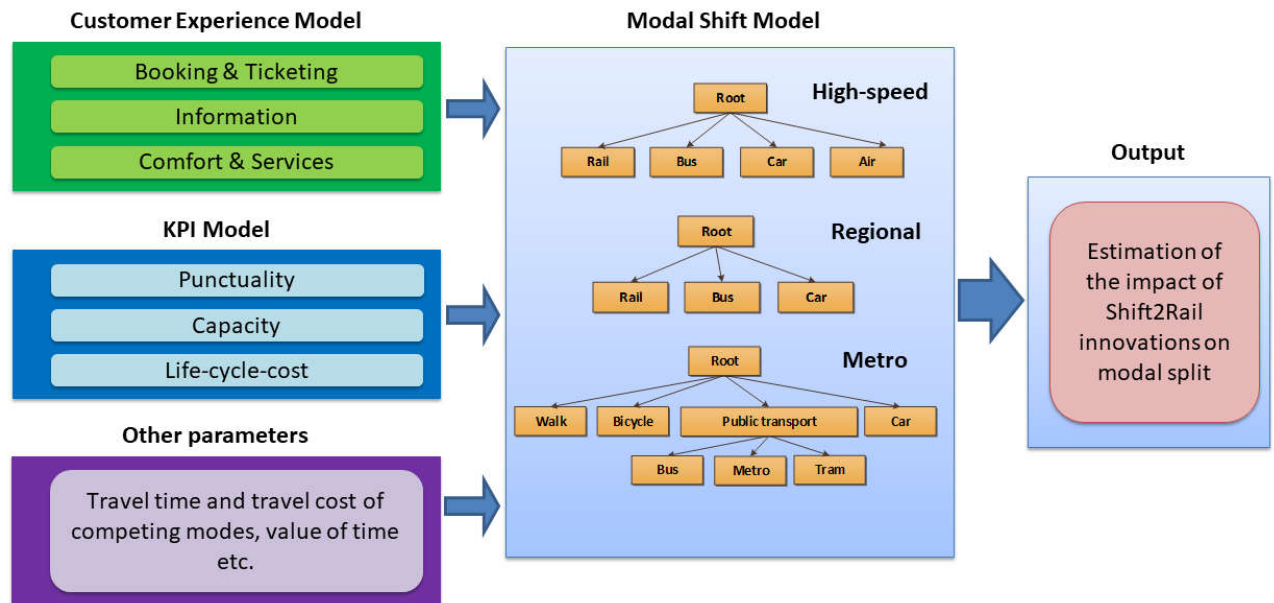 Customer Experience Model
Booking & Ticketing
Information
Comfort & Services
KPI Model
Punctuality
Capacity
Life-cycle-cost
Other parameters
Travel time and travel cost of
competing modes, value of time
etc.
Modal Shift Model
High-speed
Root
Rail Bus Car Air
Regional
Root
Rail Bus Car
Metro
Root
Walk Bicycle Public transport Car
Bus Metro Tram
Output
Estimation of
the impact of
Shift2Rail
innovations on
modal split